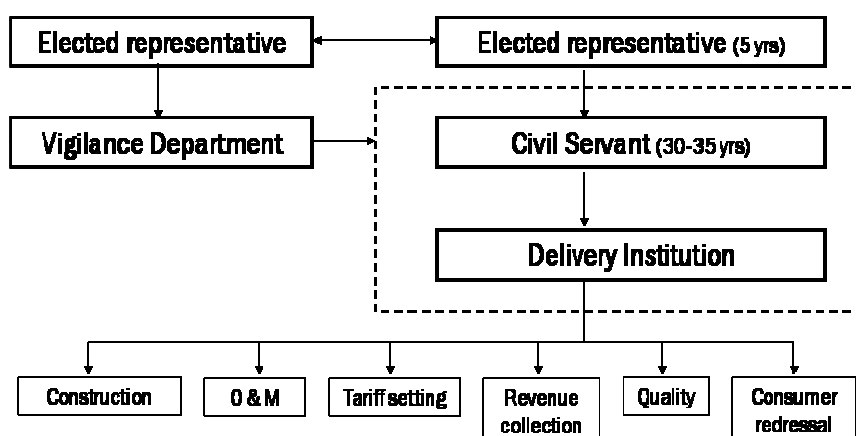 Elected representative
Elected representative (5 yrs)
Vigilance Department
Civil Servant (30-35 yrs)
Delivery Institution
Construction
O & M
Tariff setting
Revenue
collection
Quality
Consumer
redressal